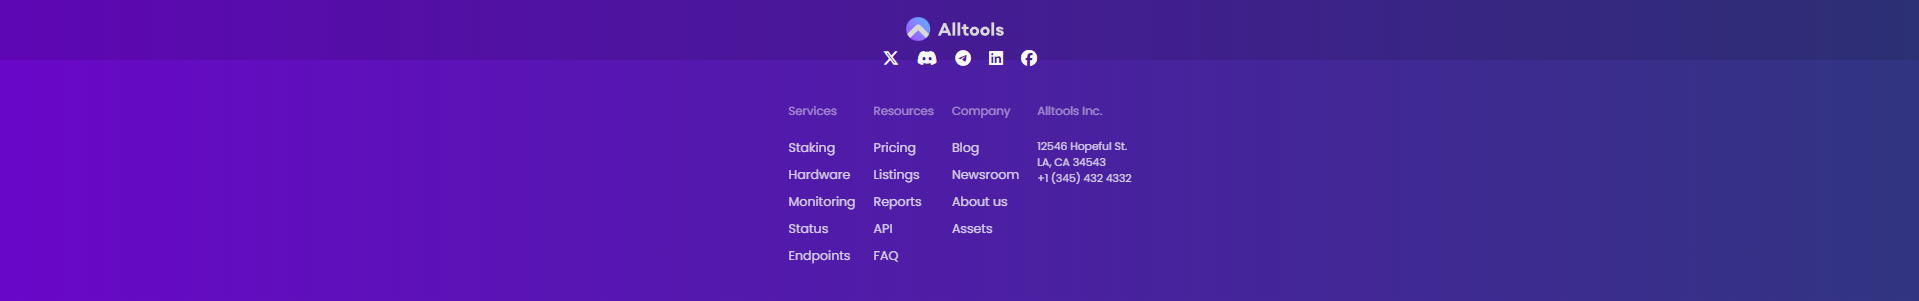 Alltools
Services
Staking
Hardware
Monitoring
Status
Endpoints
Resources
Pricing
Listings
Reports
API
FAQ
Company
Blog
Newsroom
About us
Assets
Alltools Inc.
12546 Hopeful St.
LA, CA 34543
+1 (345) 432 4332